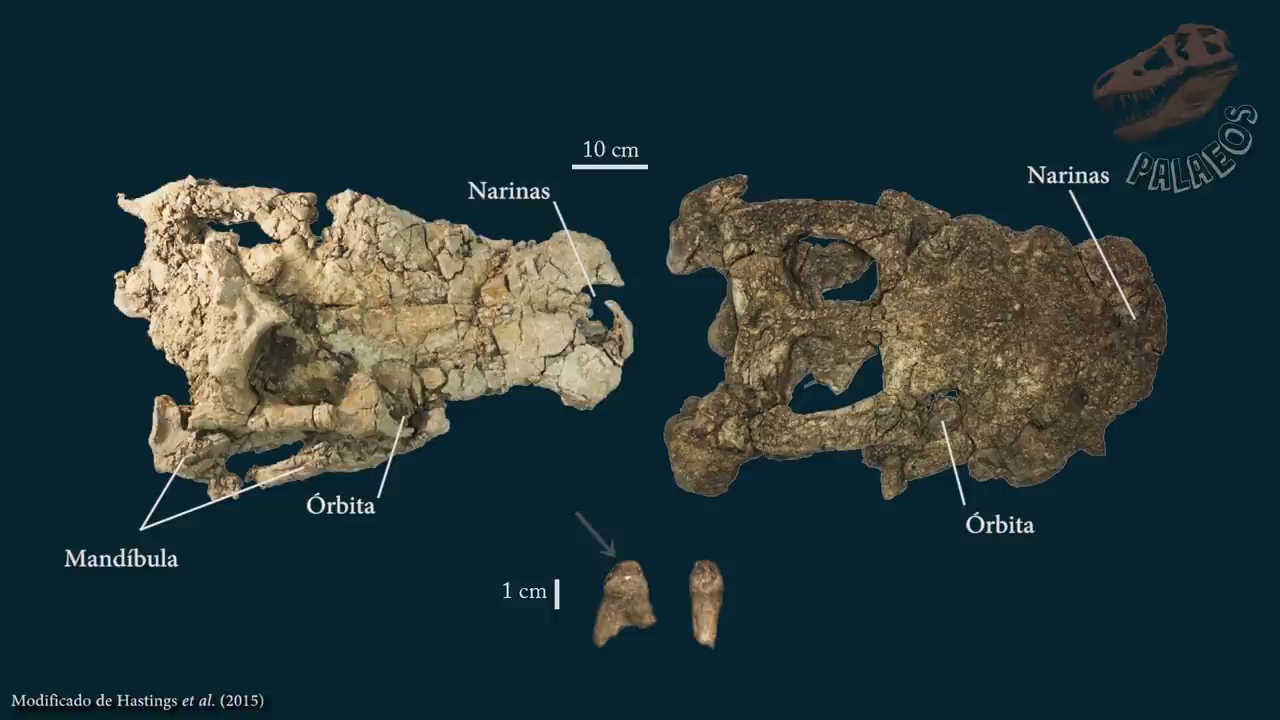 PALAEOS
10 cm
Narinas
Narinas
Órbita
Órbita
Mandíbula
1 cm
Modificado de Hastings et al. (2015)